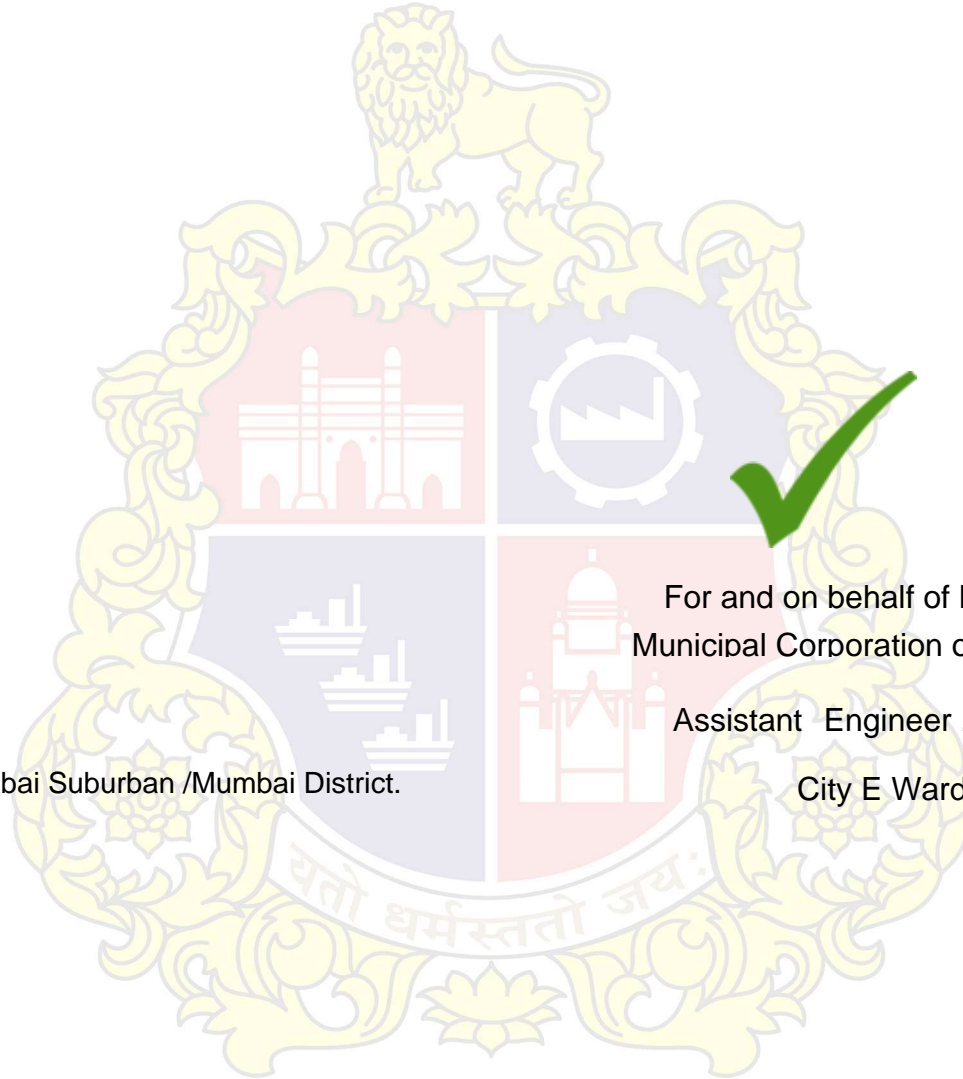 For and on behalf of
Municipal Corporation
Assistant Engineer
bai Suburban /Mumbai District.
City E Ward
यतो धर्मस्ततो जय: